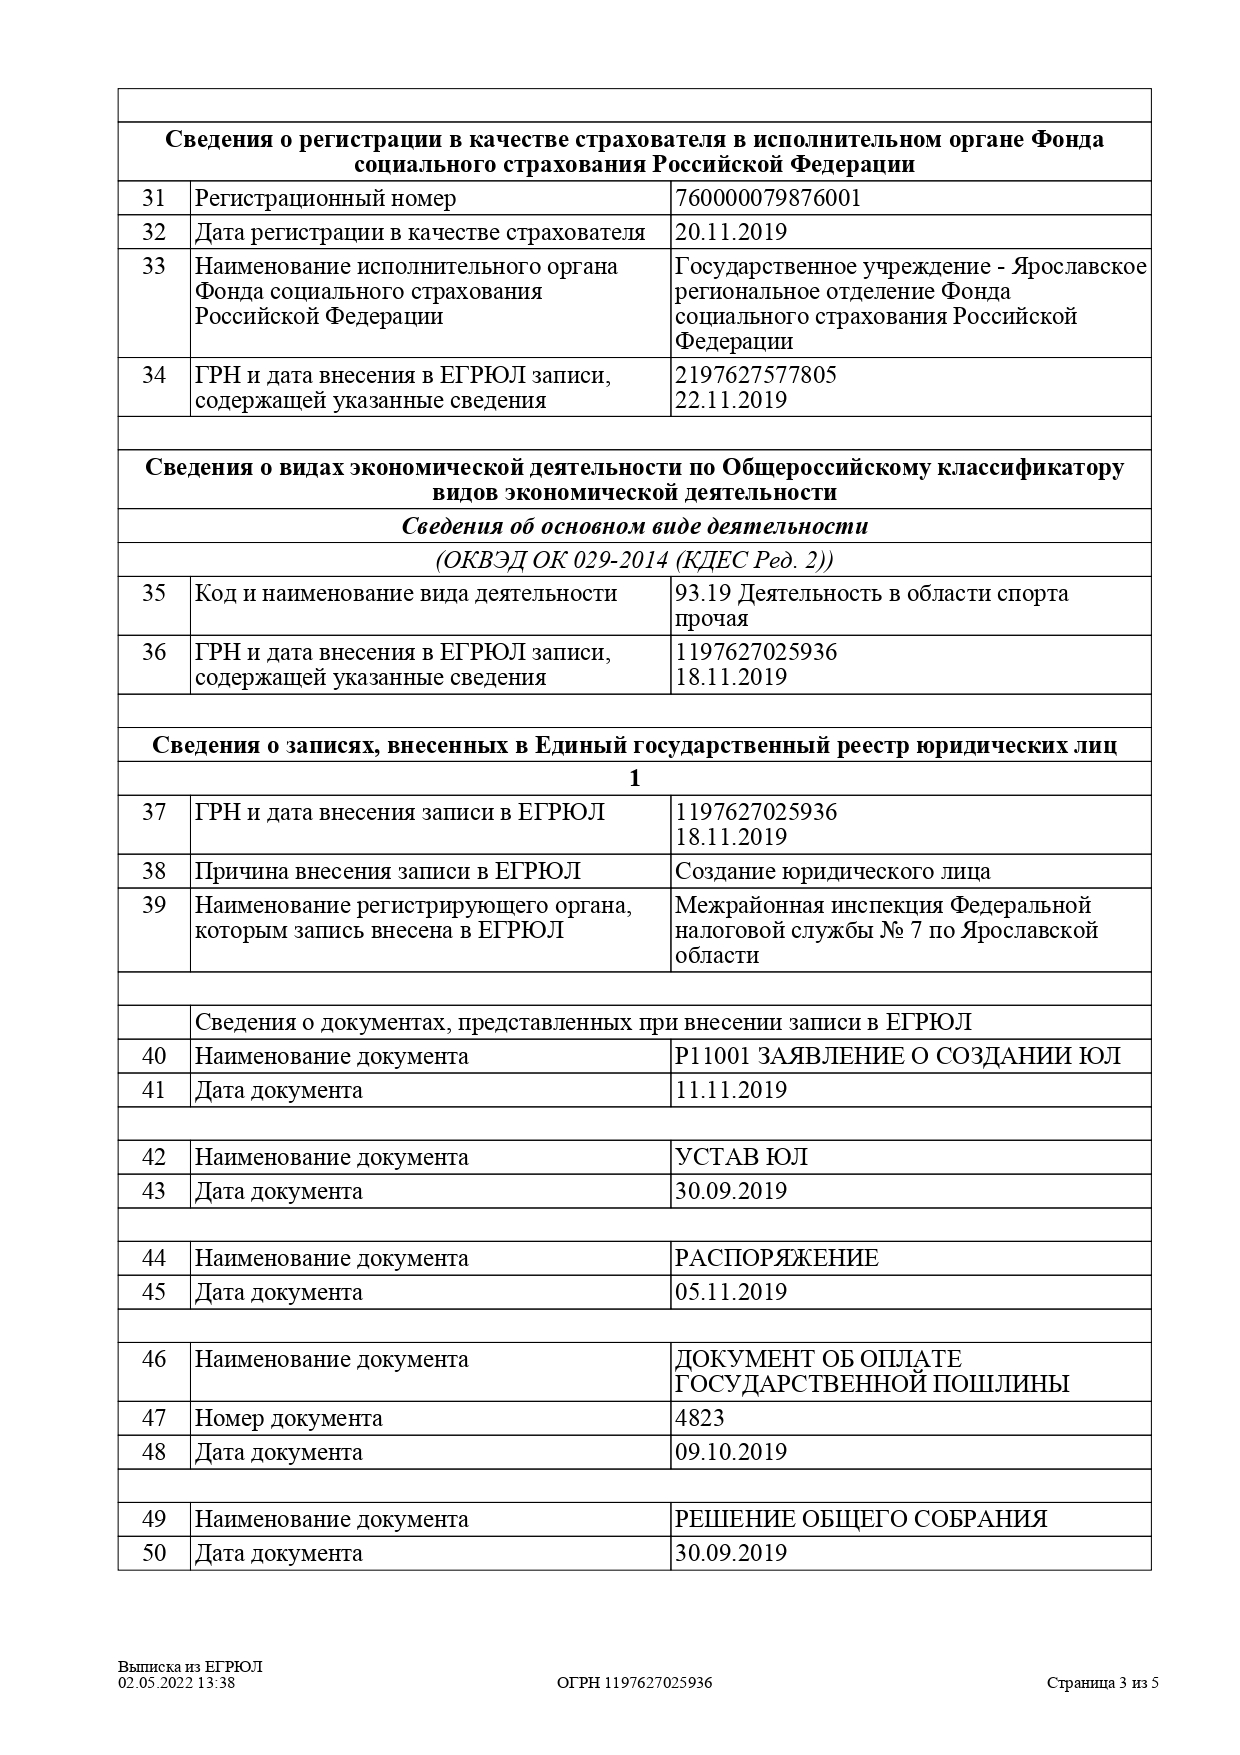 Сведения о регистрации в качестве страхователя в исполнительном органе Фонда
социального страхования Российской Федерации
31 Регистрационный номер 760000079876001
32 Дата регистрации в качестве страхователя 20.11.2019
33 Наименование исполнительного органа Государственное учреждение - Ярославское
Фонда социального страхования региональное отделение Фонда
Российской Федерации социального страхования Российской
Федерации
34 ГРН и дата внесения в ЕГРЮЛ записи, 2197627577805
содержащей указанные сведения 22.11.2019
Сведения о видах экономической деятельности по Общероссийскому классификатору
видов экономической деятельности
Сведения об основном виде деятельности
(ОКВЭД ОК 029-2014 (КДЕС Ред. 2))
35 Код и наименование вида деятельности 93.19 Деятельность в области спорта
прочая
36 ГРН и дата внесения в ЕГРЮЛ записи, 1197627025936
содержащей указанные сведения 18.11.2019
Сведения о записях, внесенных в Единый государственный реестр юридических лиц
1
37 ГРН и дата внесения записи в ЕГРЮЛ 1197627025936
18.11.2019
38 Причина внесения записи в ЕГРЮЛ Создание юридического лица
39 Наименование регистрирующего органа, Межрайонная инспекция Федеральной
которым запись внесена в ЕГРЮЛ налоговой службы № 7 по Ярославской
области
Сведения о документах, представленных при внесении записи в ЕГРЮЛ
40 Наименование документа Р11001 ЗАЯВЛЕНИЕ О СОЗДАНИИ ЮЛ
41 Дата документа 11.11.2019
42 Наименование документа УСТАВ ЮЛ
43 Дата документа 30.09.2019
44 Наименование документа РАСПОРЯЖЕНИЕ
45 Дата документа 05.11.2019
46 Наименование документа ДОКУМЕНТ ОБ ОПЛАТЕ
ГОСУДАРСТВЕННОЙ ПОШЛИНЫ
47 Номер документа 4823
48 Дата документа 09.10.2019
49 Наименование документа РЕШЕНИЕ ОБЩЕГО СОБРАНИЯ
50 Дата документа 30.09.2019
Выписка из ЕГРЮЛ
02.05.2022 13:38 ОГРН 1197627025936 Страница 3 из 5